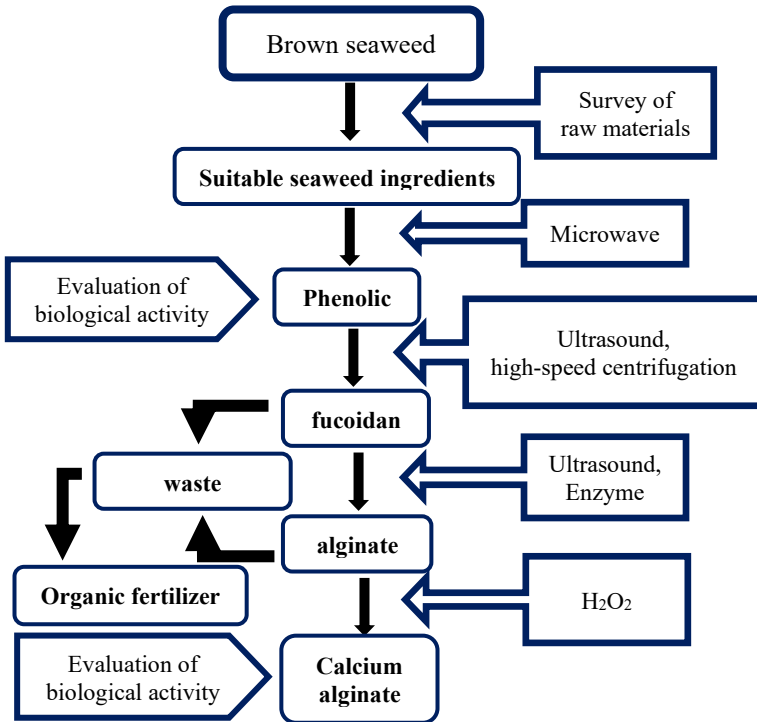 Brown seaweed
Survey of
raw materials
Suitable seaweed ingredients
Microwave
Evaluation of
biological activity
Phenolic
Ultrasound,
high-speed centrifugation
fucoidan
waste
Ultrasound,
Enzyme
alginate
Organic fertilizer
H₂O₂
Evaluation of
biological activity
Calcium
alginate